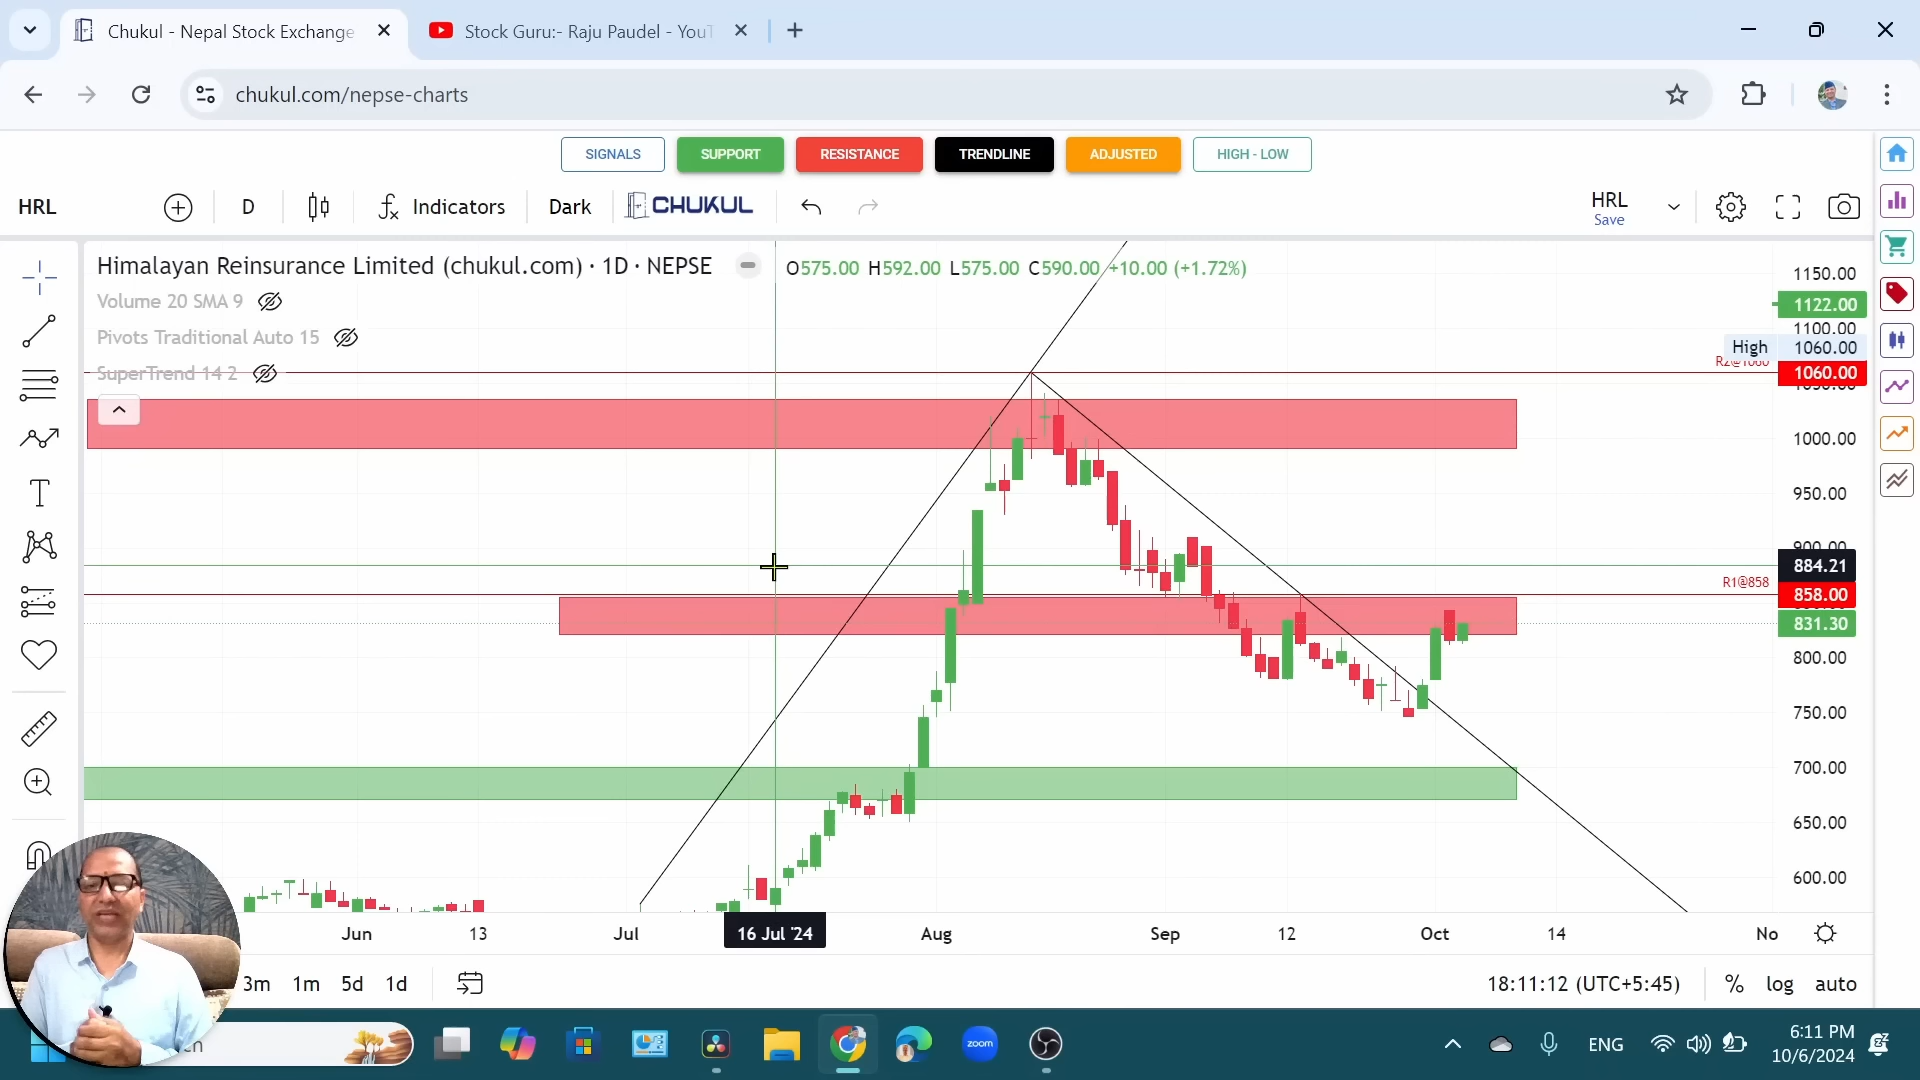 Chukul - Nepal Stock Exchange
Stock Guru:- Raju Paudel - YouT
chukul.com/nepse-charts
SIGNALS
SUPPORT
RESISTANCE
TRENDLINE
ADJUSTED
HIGH - LOW
HRL
D
Indicators
Dark
CHUKUL
HRL
Save
Himalayan Reinsurance Limited (chukul.com) · 1D · NEPSE
O575.00 H592.00 L575.00 C590.00 +10.00 (+1.72%)
Volume 20 SMA 9
Pivots Traditional Auto 15
SuperTrend 14 2
1150.00
1122.00
1100.00
High 1060.00
R2@1060
1060.00
1000.00
950.00
900.00
884.21
R1@858
858.00
831.30
800.00
750.00
700.00
650.00
600.00
Jun
13
Jul
16 Jul '24
Aug
Sep
12
Oct
14
No
3m
1m
5d
1d
18:11:12 (UTC+5:45)
%
log
auto
zoom
ENG
6:11 PM
10/6/2024